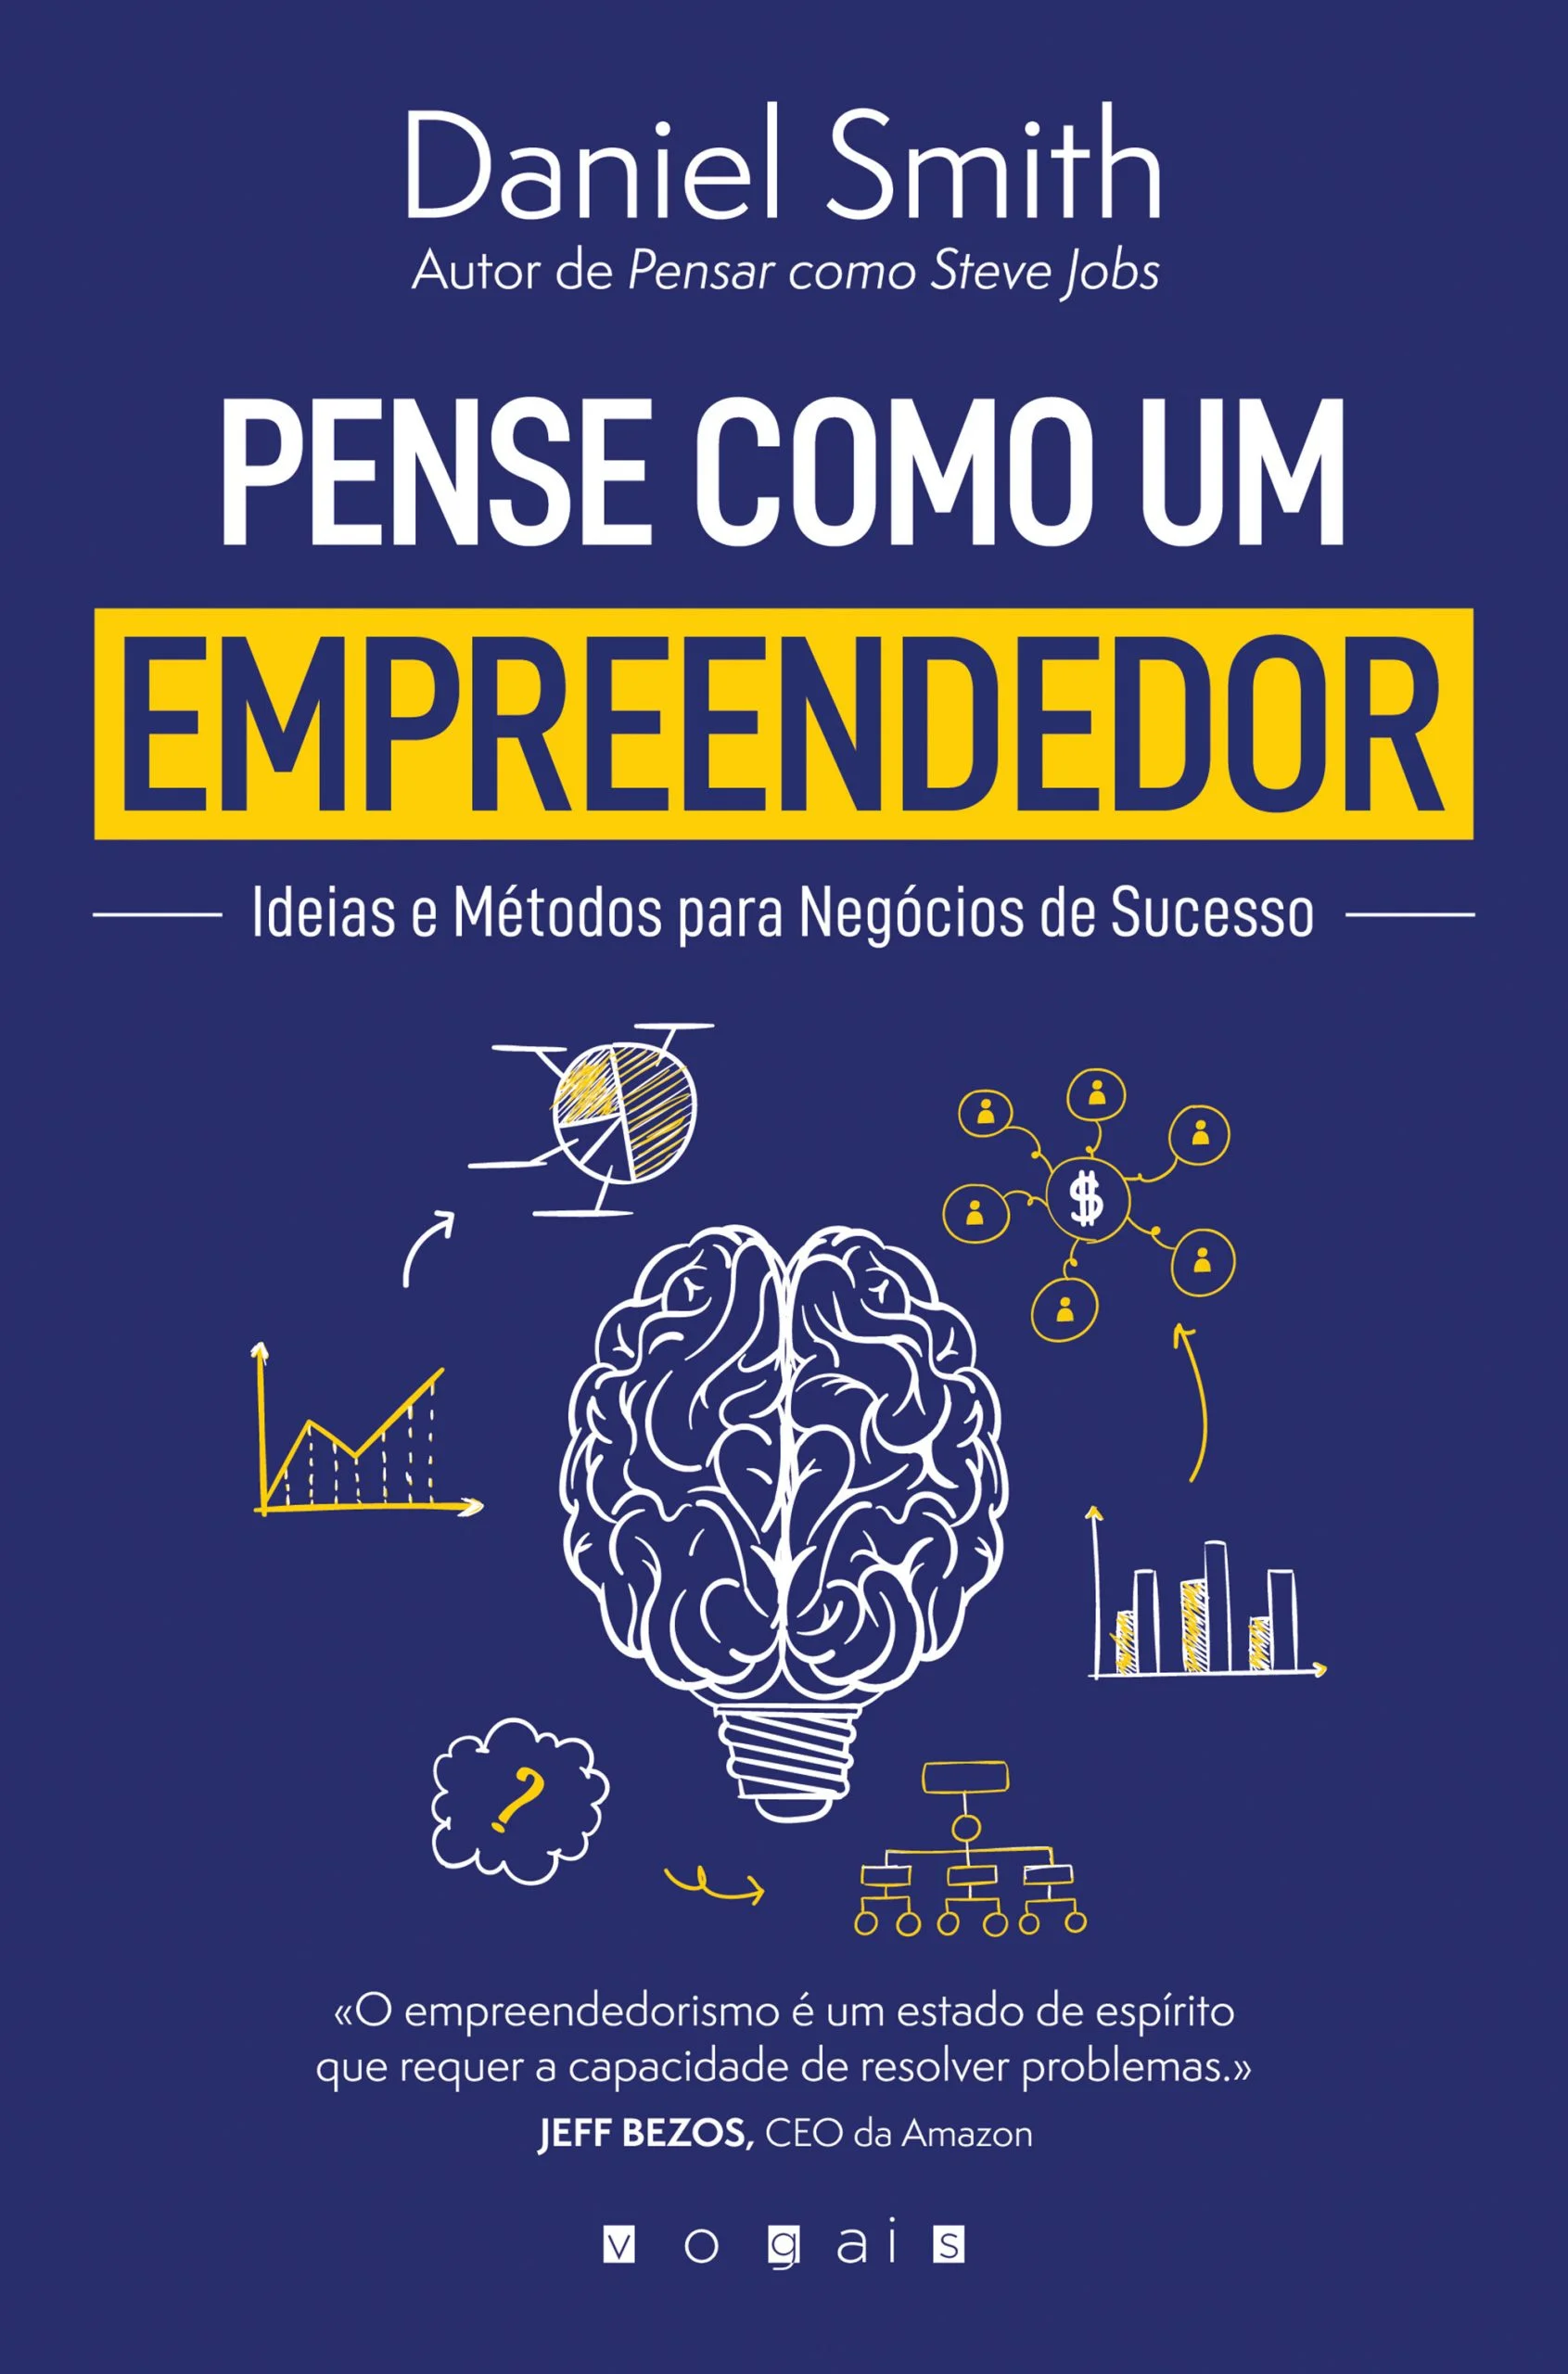 Daniel Smith
Autor de Pensar como Steve Jobs
PENSE COMO UM
EMPREENDEDOR
Ideias e Métodos para Negócios de Sucesso
$
?
«O empreendedorismo é um estado de espírito
que requer a capacidade de resolver problemas.»
JEFF BEZOS, CEO da Amazon
vogais